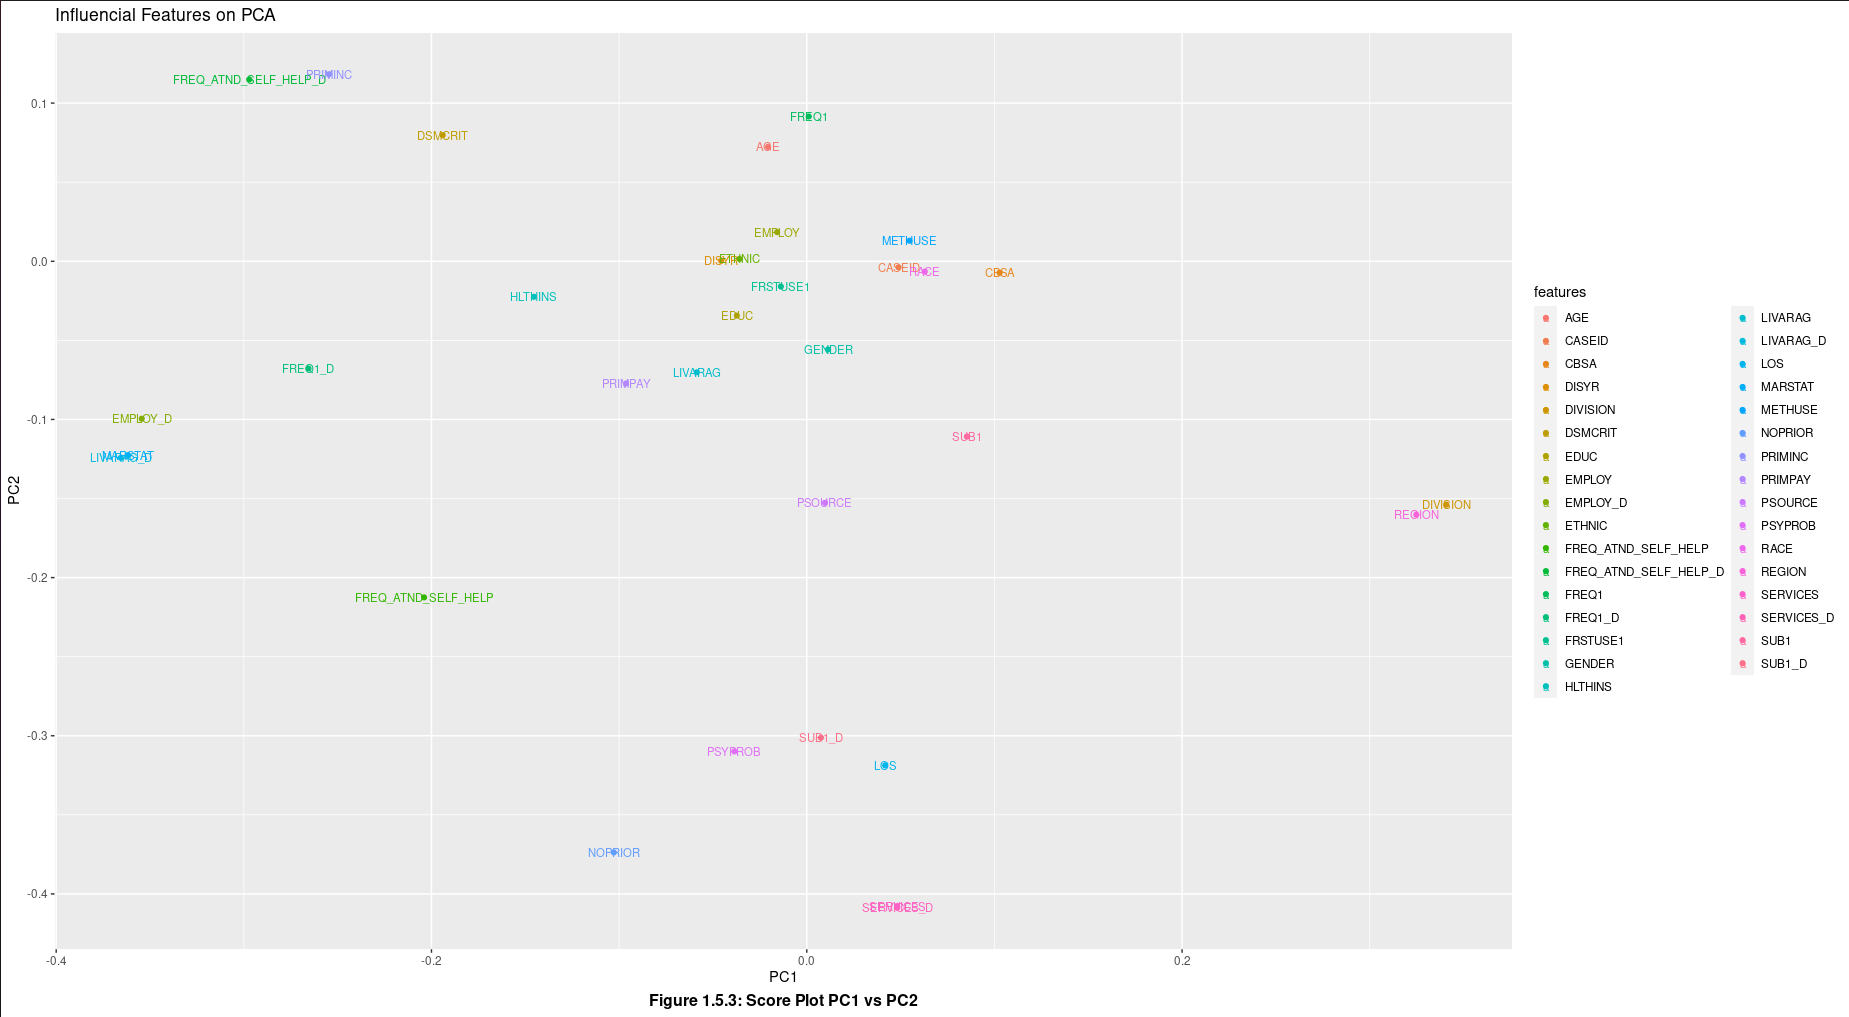 Influencial Features on PCA
FREQ_ATND_SELF_HELP_D
PRIMINC
0.1
FREQ1
DSMCRIT
AGE
EMPLOY
METHUSE
0.0
DISYR
ETHNIC
CASEID
RACE
CBSA
FRSTUSE1
HLTHINS
EDUC
GENDER
FREQ1_D
LIVARAG
PRIMPAY
-0.1
EMPLOY_D
SUB1
MARSTAT
LIVARAG_D
PC2
PSOURCE
DIVISION
REGION
-0.2
FREQ_ATND_SELF_HELP
-0.3
SUB1_D
PSYPROB
LOS
NOPRIOR
-0.4
SERVICES
SERVICES_D
-0.4
-0.2
0.0
0.2
PC1
Figure 1.5.3: Score Plot PC1 vs PC2
features
AGE
CASEID
CBSA
DISYR
DIVISION
DSMCRIT
EDUC
EMPLOY
EMPLOY_D
ETHNIC
FREQ_ATND_SELF_HELP
FREQ_ATND_SELF_HELP_D
FREQ1
FREQ1_D
FRSTUSE1
GENDER
HLTHINS
LIVARAG
LIVARAG_D
LOS
MARSTAT
METHUSE
NOPRIOR
PRIMINC
PRIMPAY
PSOURCE
PSYPROB
RACE
REGION
SERVICES
SERVICES_D
SUB1
SUB1_D